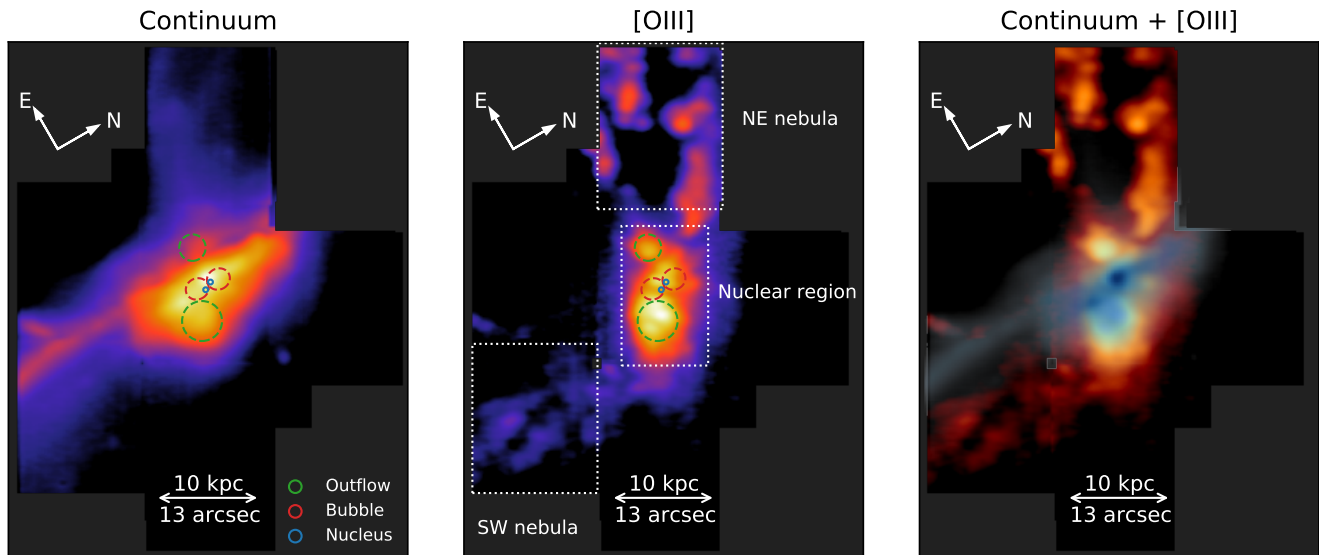 Continuum
E
N
10 kpc
13 arcsec
Outflow
Bubble
Nucleus
[OIII]
E
N
NE nebula
Nuclear region
10 kpc
13 arcsec
SW nebula
Continuum + [OIII]
E
N
10 kpc
13 arcsec